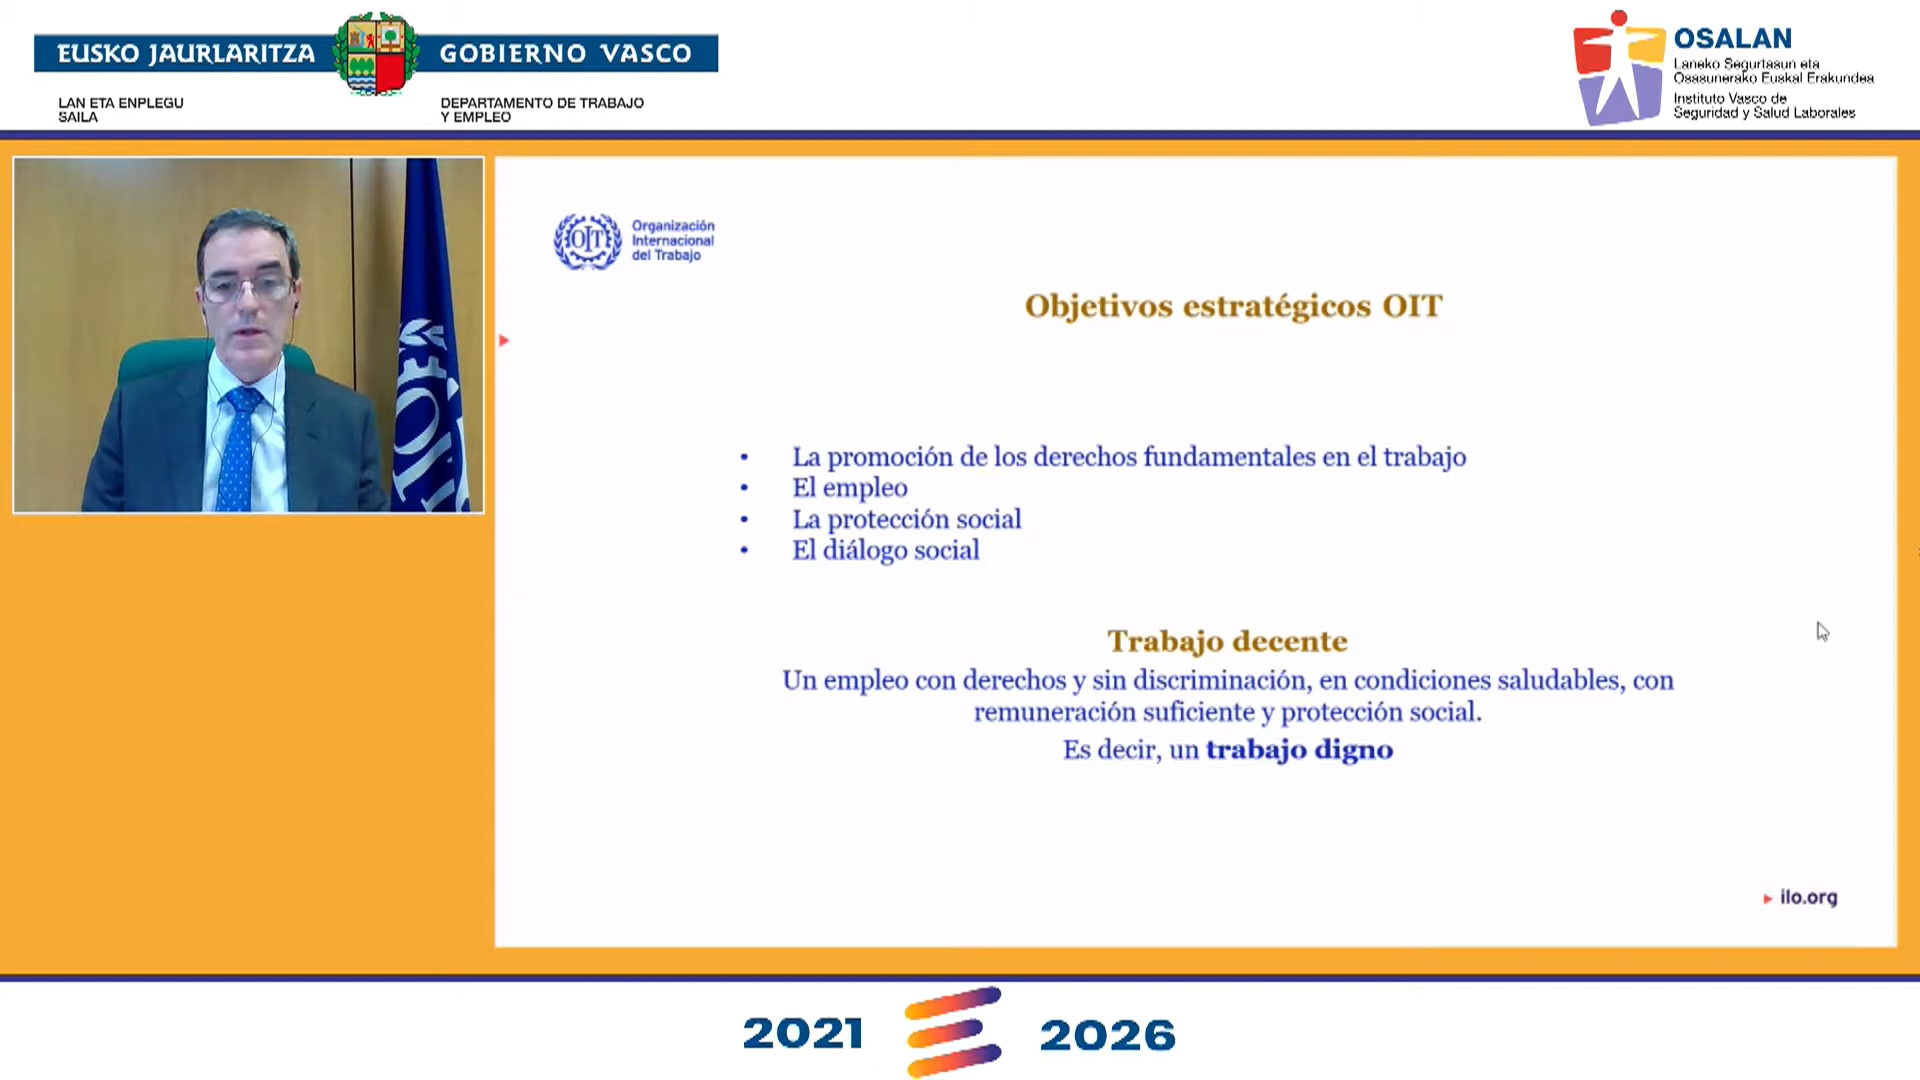 EUSKO JAURLARITZA
GOBIERNO VASCO
LAN ETA ENPLEGU
SAILA
DEPARTAMENTO DE TRABAJO
Y EMPLEO
OSALAN
Laneko Segurtasun eta
Osasunerako Euskal Erakundea
Instituto Vasco de
Seguridad y Salud Laborales
OIT
Organización
Internacional
del Trabajo
Objetivos estratégicos OIT
• La promoción de los derechos fundamentales en el trabajo
• El empleo
• La protección social
• El diálogo social
Trabajo decente
Un empleo con derechos y sin discriminación, en condiciones saludables, con
remuneración suficiente y protección social.
Es decir, un trabajo digno
ilo.org
2021
2026